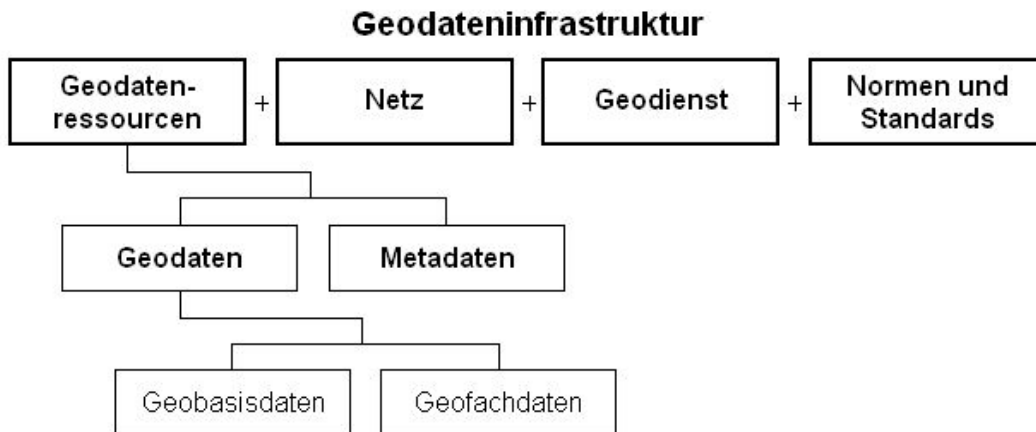 Geodateninfrastruktur
Geodaten-
ressourcen
+
Netz
+
Geodienst
+
Normen und
Standards
Geodaten
Metadaten
Geobasisdaten
Geofachdaten